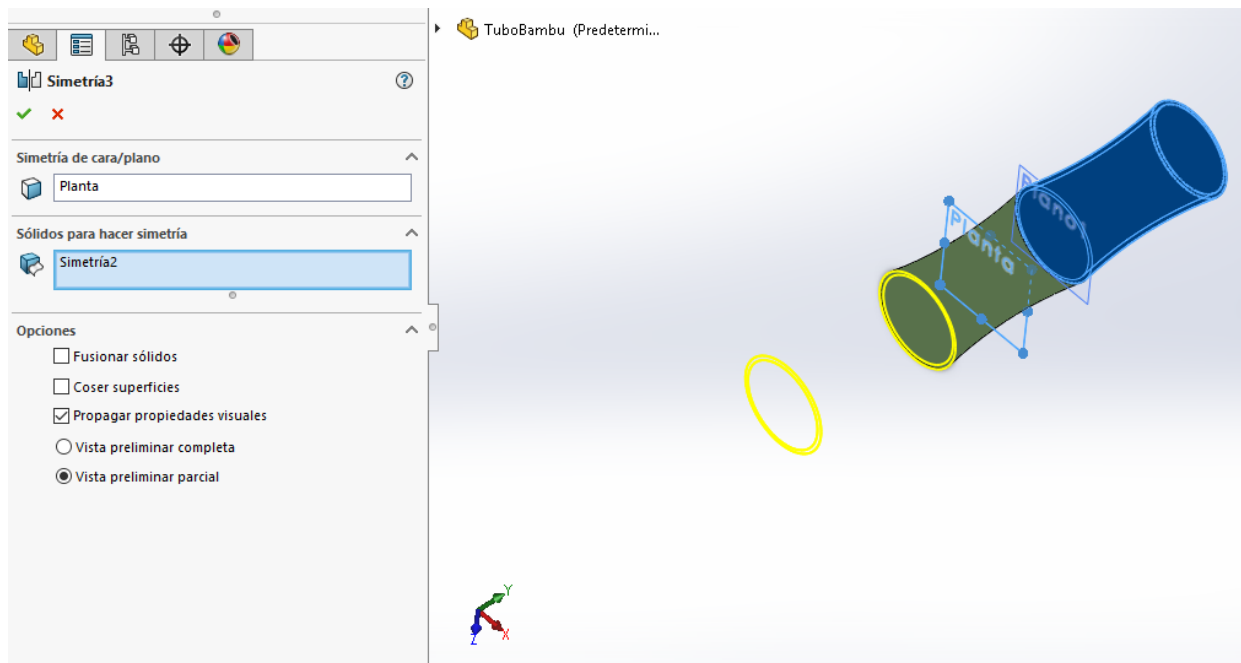 TuboBambu (Predetermi...
Simetría3
Simetría de cara/plano
Planta
Sólidos para hacer simetría
Simetría2
Opciones
Fusionar sólidos
Coser superficies
Propagar propiedades visuales
Vista preliminar completa
Vista preliminar parcial
Planta
Plano1
Y
X
Z